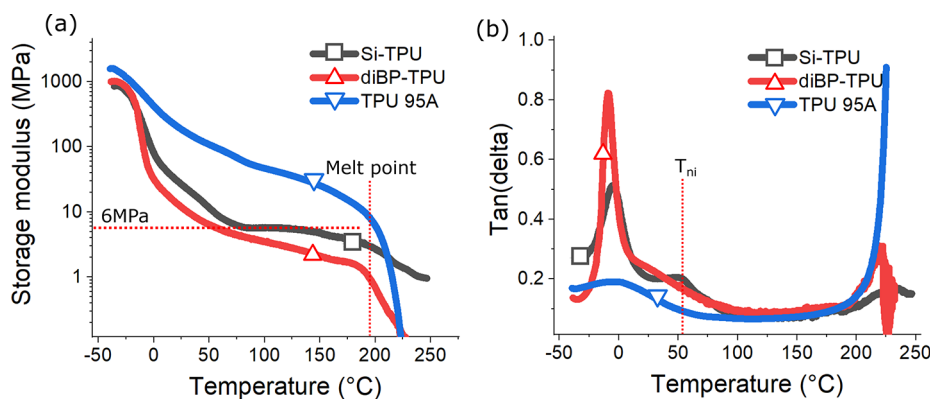 (a)
Storage modulus (MPa)
1000
100
10
1
Si-TPU
diBP-TPU
TPU 95A
Melt point
6MPa
-50
0
50
100
150
200
250
Temperature (°C)
(b)
Tan(delta)
1.0
0.8
0.6
0.4
0.2
Si-TPU
diBP-TPU
TPU 95A
Tni
-50
0
50
100
150
200
250
Temperature (°C)